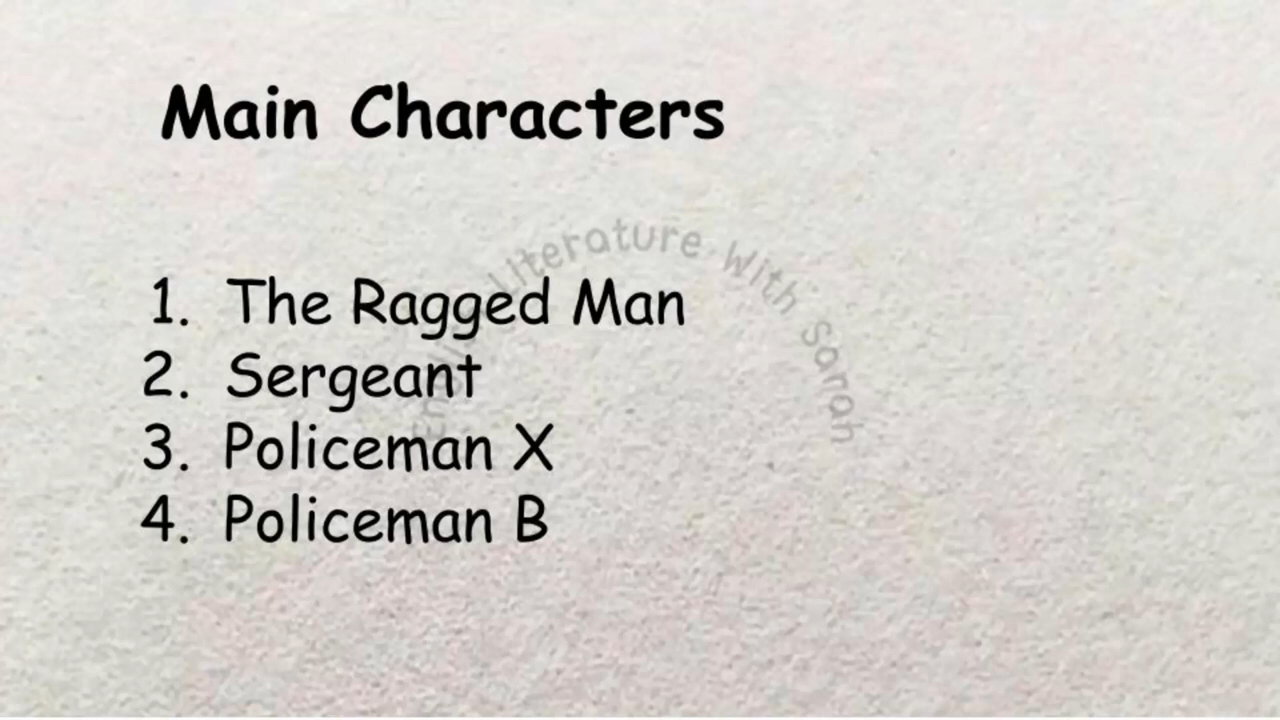 Main Characters
English Literature With Sarah
1. The Ragged Man
2. Sergeant
3. Policeman X
4. Policeman B